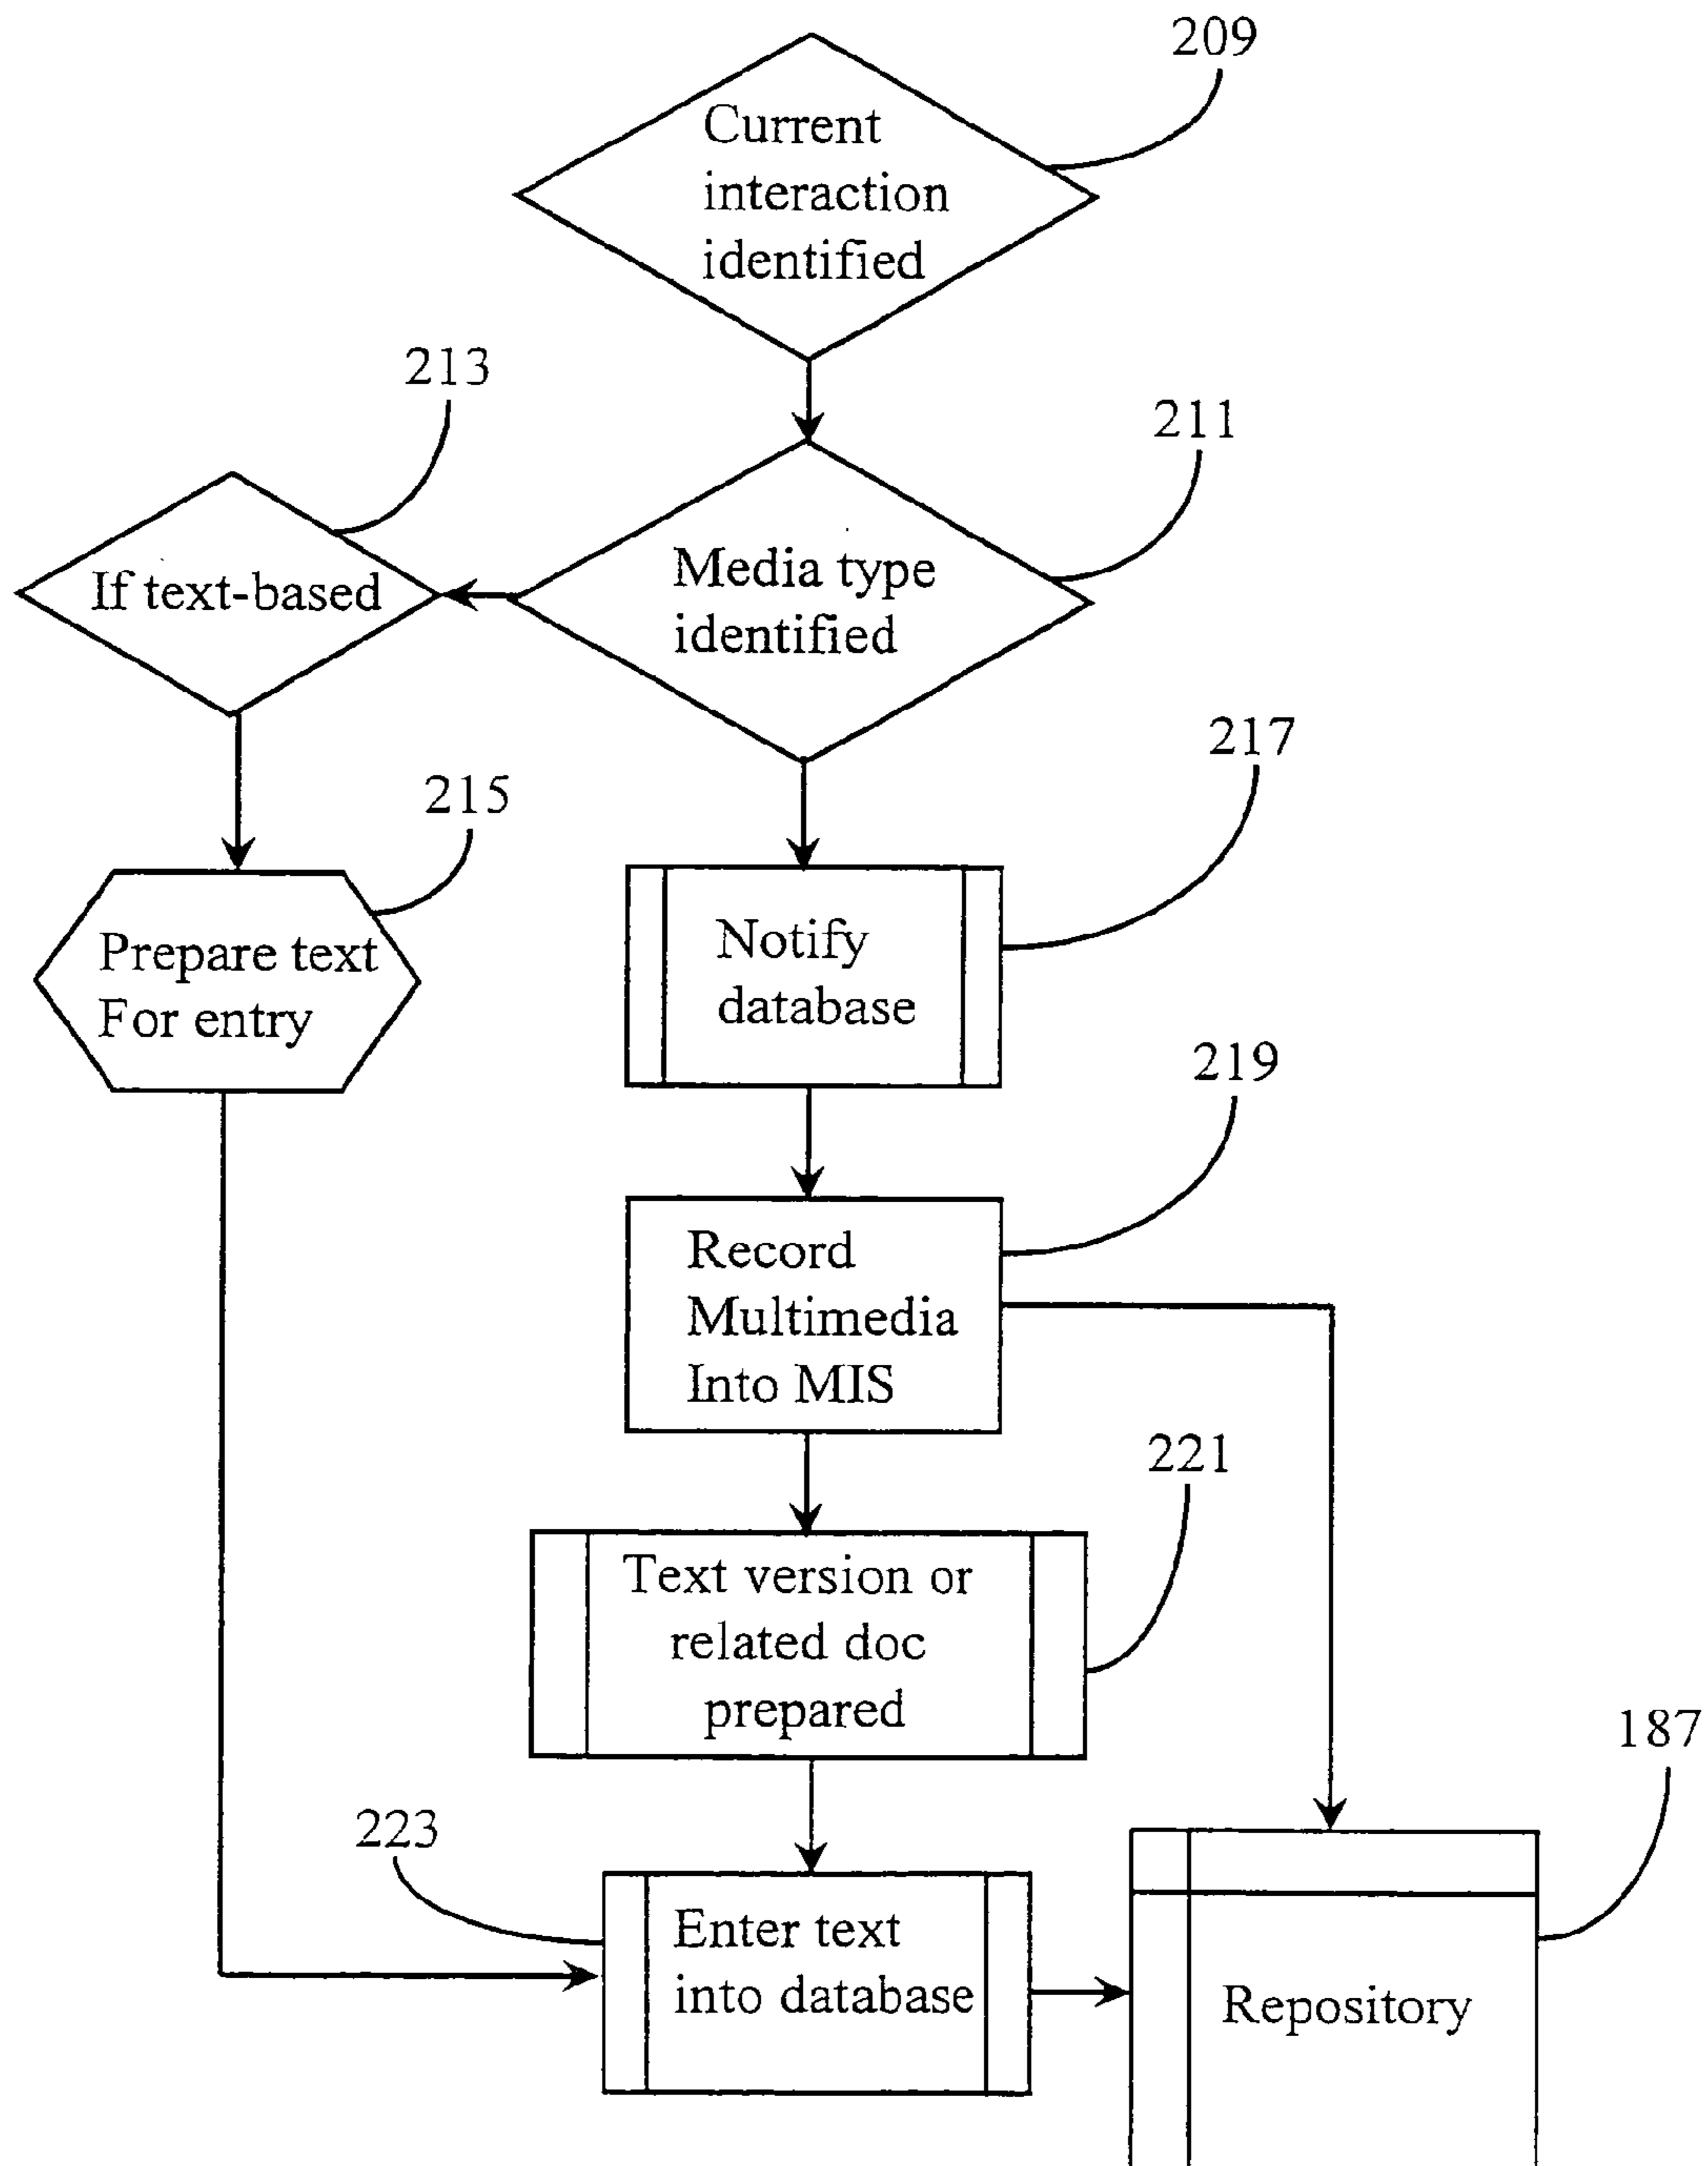 209
Current
interaction
identified
213
211
If text-based
Media type
identified
217
215
Prepare text
For entry
Notify
database
219
Record
Multimedia
Into MIS
221
Text version or
related doc
prepared
187
223
Enter text
into database
Repository